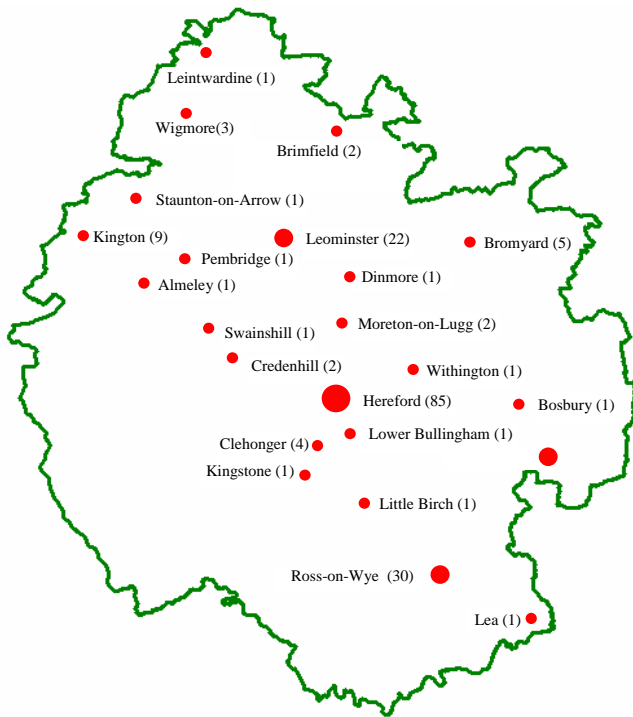 Leintwardine (1)
Wigmore(3)
Brimfield (2)
Staunton-on-Arrow (1)
Kington (9)
Leominster (22)
Bromyard (5)
Pembridge (1)
Almeley (1)
Dinmore (1)
Swainshill (1)
Moreton-on-Lugg (2)
Credenhill (2)
Withington (1)
Hereford (85)
Bosbury (1)
Lower Bullingham (1)
Clehonger (4)
Kingstone (1)
Little Birch (1)
Ross-on-Wye (30)
Lea (1)